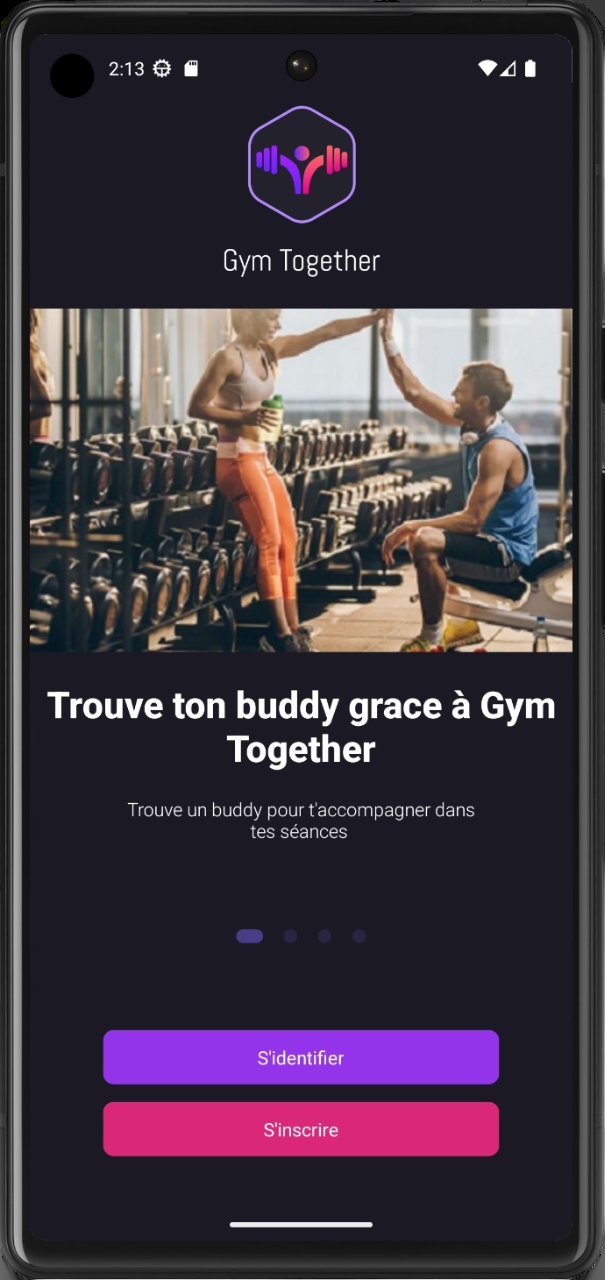 2:13
Gym Together
Trouve ton buddy grace à Gym
Together
Trouve un buddy pour t'accompagner dans
tes séances
S'identifier
S'inscrire